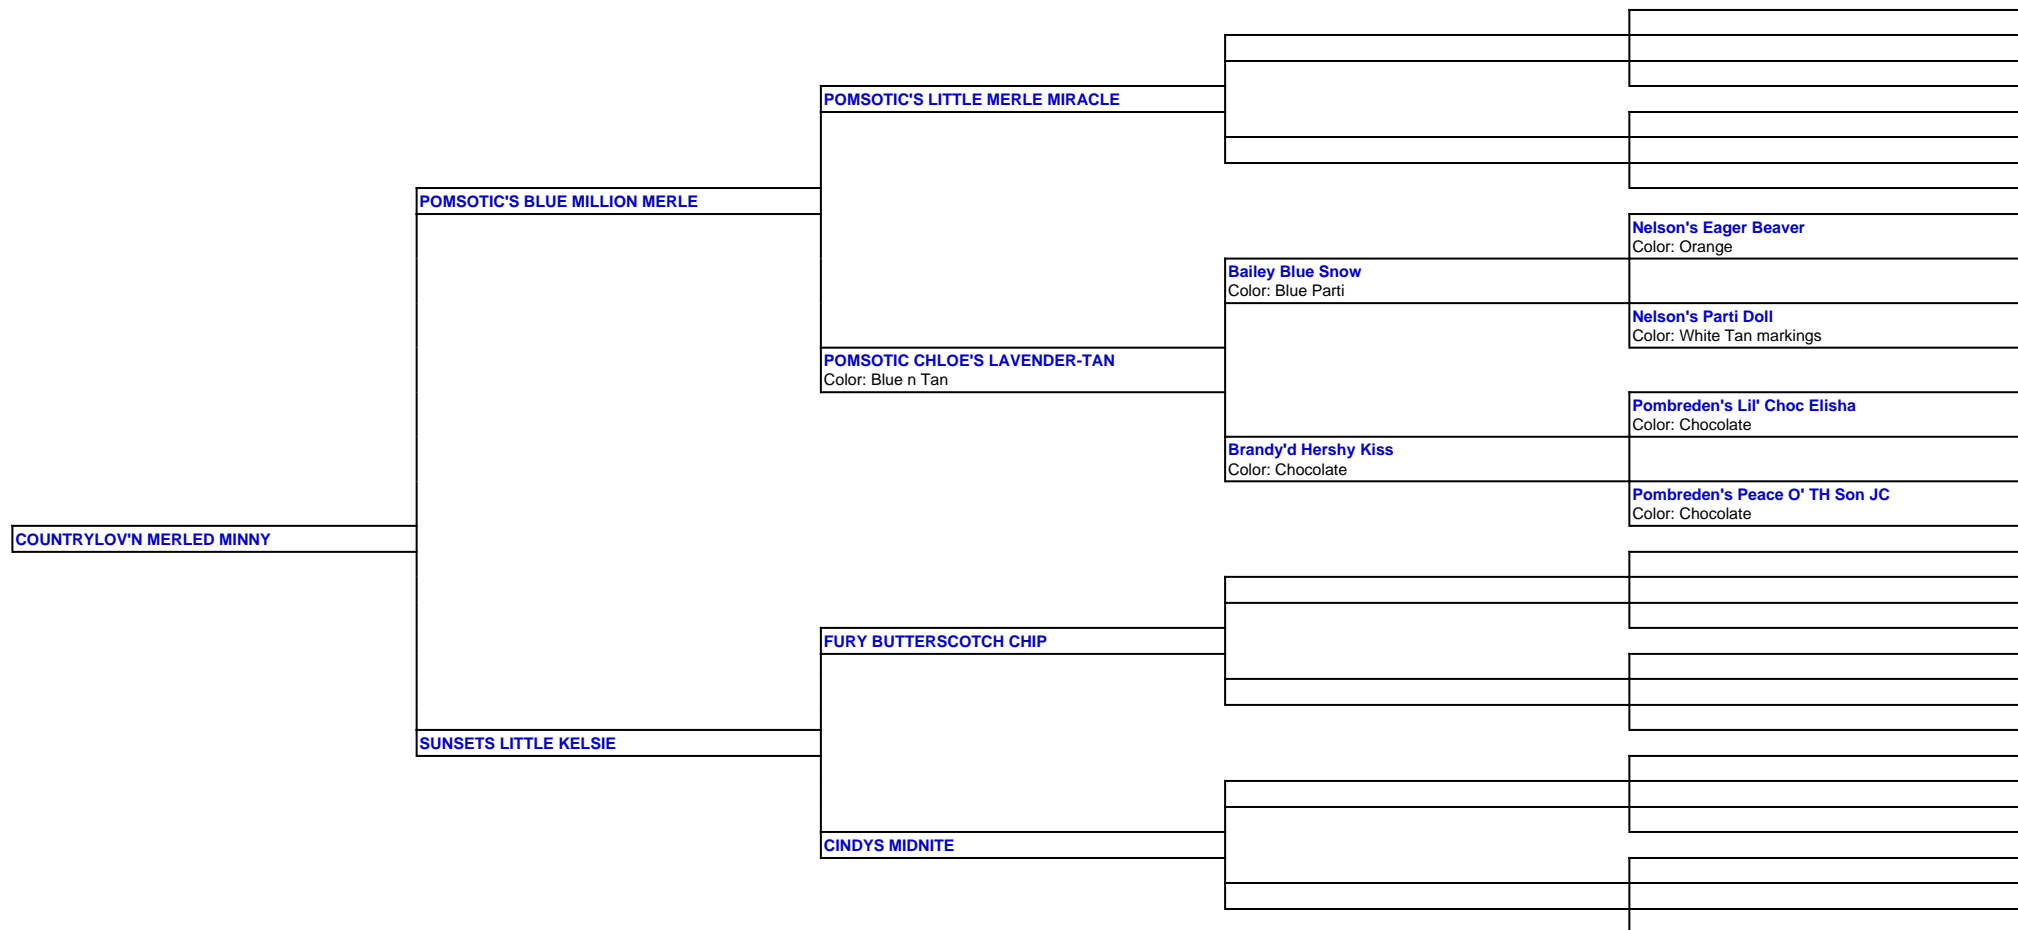 POMSOTIC'S LITTLE MERLE MIRACLE
POMSOTIC'S BLUE MILLION MERLE
Nelson's Eager Beaver
Color: Orange
Bailey Blue Snow
Color: Blue Parti
Nelson's Parti Doll
Color: White Tan markings
POMSOTIC CHLOE'S LAVENDER-TAN
Color: Blue n Tan
Pombreden's Lil' Choc Elisha
Color: Chocolate
Brandy'd Hershy Kiss
Color: Chocolate
Pombreden's Peace O' TH Son JC
Color: Chocolate
COUNTRYLOV'N MERLED MINNY
FURY BUTTERSCOTCH CHIP
SUNSETS LITTLE KELSIE
CINDYS MIDNITE